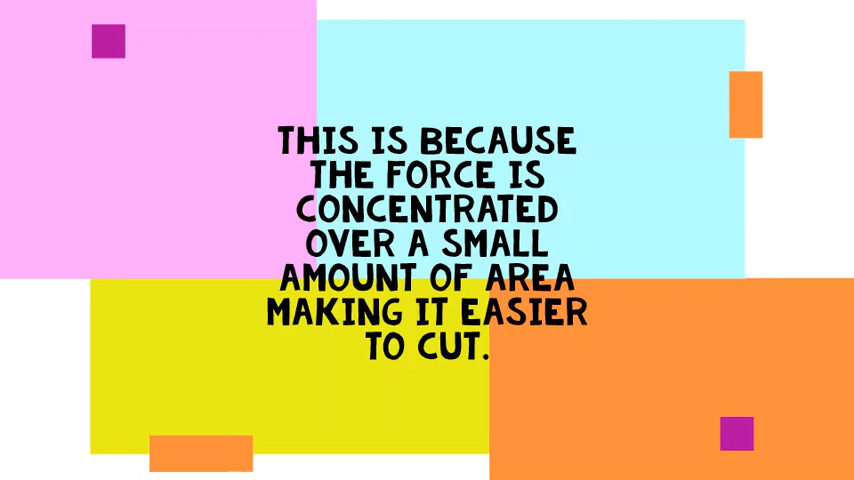 THIS IS BECAUSE
THE FORCE IS
CONCENTRATED
OVER A SMALL
AMOUNT OF AREA
MAKING IT EASIER
TO CUT.